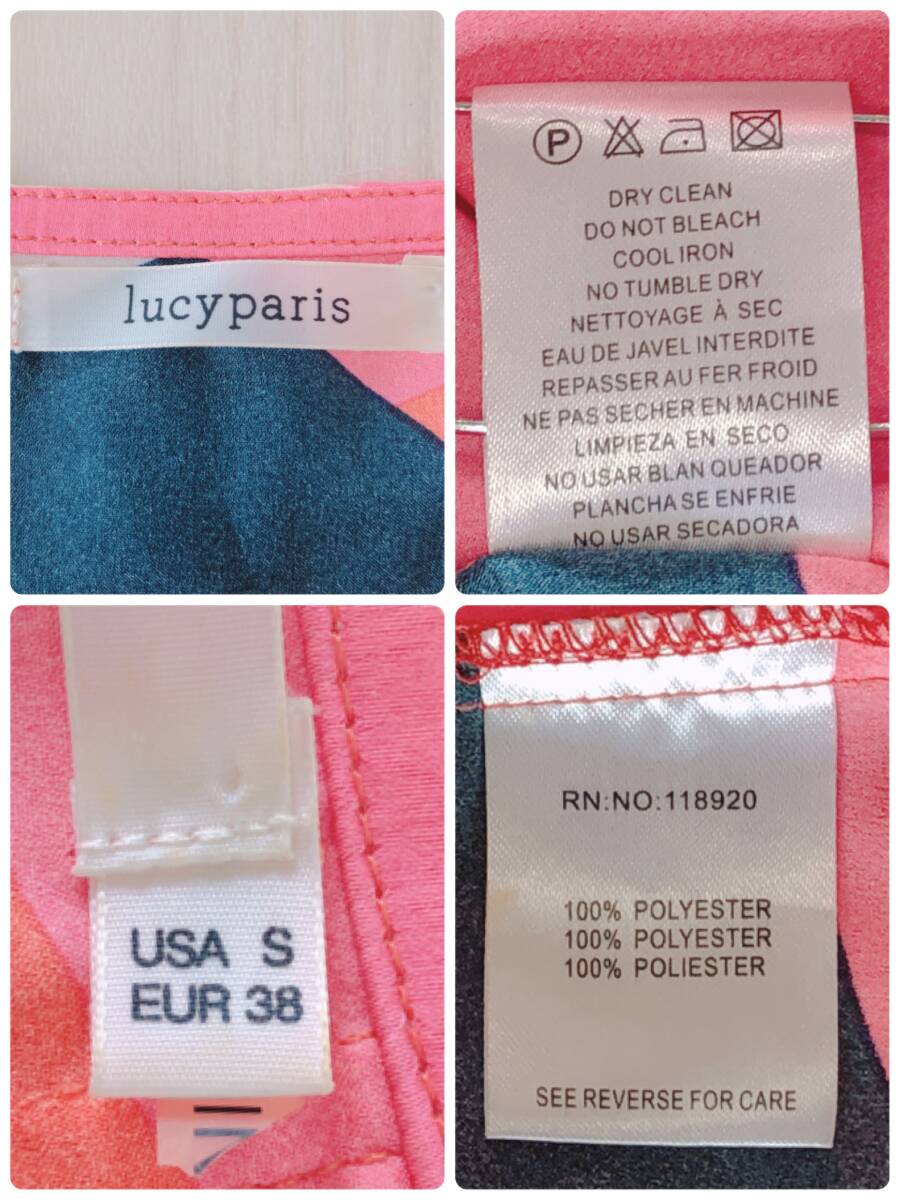 lucyparis
P
DRY CLEAN
DO NOT BLEACH
COOL IRON
NO TUMBLE DRY
NETTOYAGE À SEC
EAU DE JAVEL INTERDITE
REPASSER AU FER FROID
NE PAS SECHER EN MACHINE
LIMPIEZA EN SECO
NO USAR BLAN QUEADOR
PLANCHA SE ENFRIE
NO USAR SECADORA
USA S
EUR 38
RN:NO:118920
100% POLYESTER
100% POLYESTER
100% POLIESTER
SEE REVERSE FOR CARE